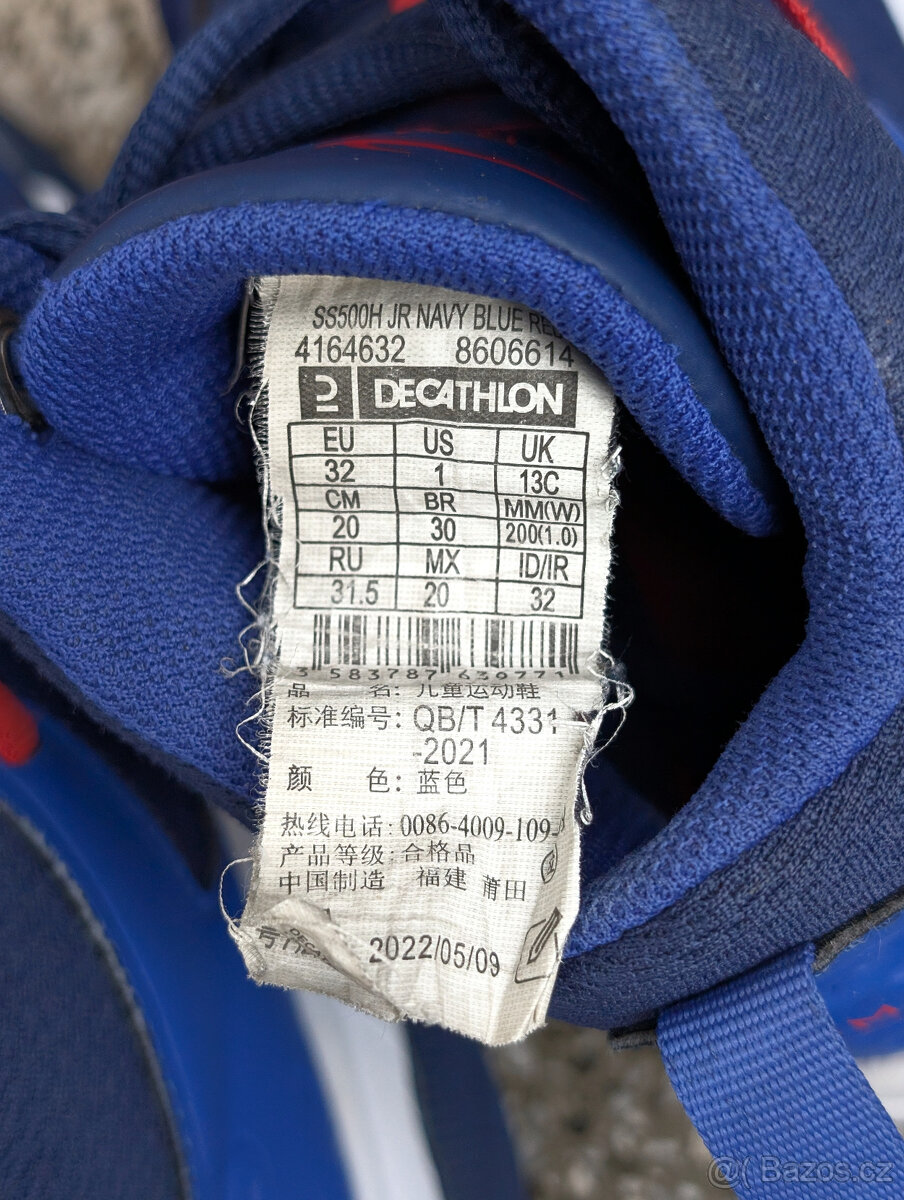 SS500H JR NAVY BLUE RE
4164632 8606614
DECATHLON
EU US UK
32 1 13C
CM BR MM(W)
20 30 200(1.0)
RU MX ID/IR
31.5 20 32
3 583787 639771
品 名: 儿童运动鞋
标准编号: QB/T 4331
-2021
颜 色: 蓝色
热线电话: 0086-4009-109-
产品等级: 合格品
中国制造 福建 莆田
2022/05/09
@ Bazos.cz